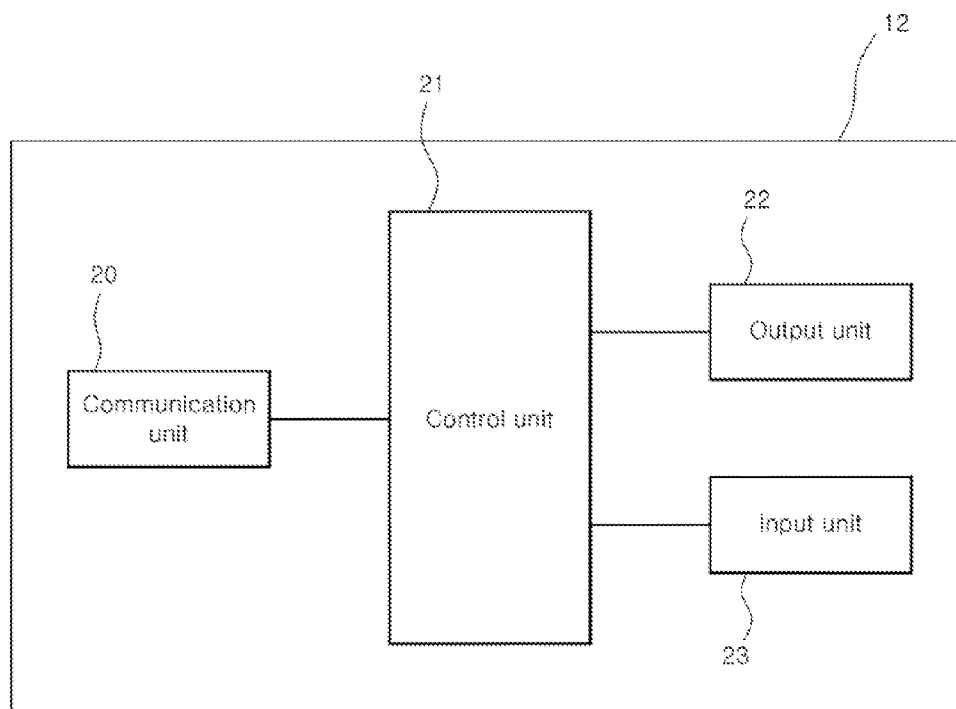 12
21
22
20
Output unit
Communication
unit
Control unit
Input unit
23